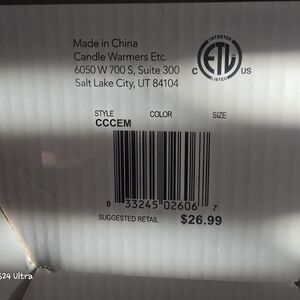 Made in China
Candle Warmers Etc.
6050 W 700 S, Suite 300
Salt Lake City, UT 84104
INTERTEK
ETL
C US
LISTED
STYLE COLOR SIZE
CCCEM
8 33245 02606 7
SUGGESTED RETAIL $26.99
S24 Ultra